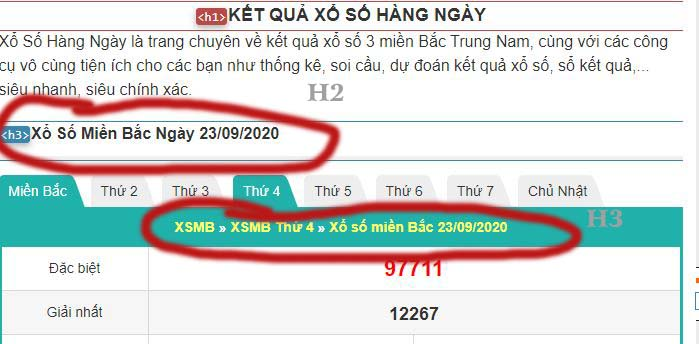 <h1>KẾT QUẢ XỔ SỐ HÀNG NGÀY
Xổ Số Hàng Ngày là trang chuyên về kết quả xổ số 3 miền Bắc Trung Nam, cùng với các công
cụ vô cùng tiện ích cho các bạn như thống kê, soi cầu, dự đoán kết quả xổ số, sổ kết quả,...
siêu nhanh, siêu chính xác.
H2
<h3>Xổ Số Miền Bắc Ngày 23/09/2020
Miền Bắc Thứ 2 Thứ 3 Thứ 4 Thứ 5 Thứ 6 Thứ 7 Chủ Nhật
XSMB » XSMB Thứ 4 » Xổ số miền Bắc 23/09/2020
H3
Đặc biệt 97711
Giải nhất 12267